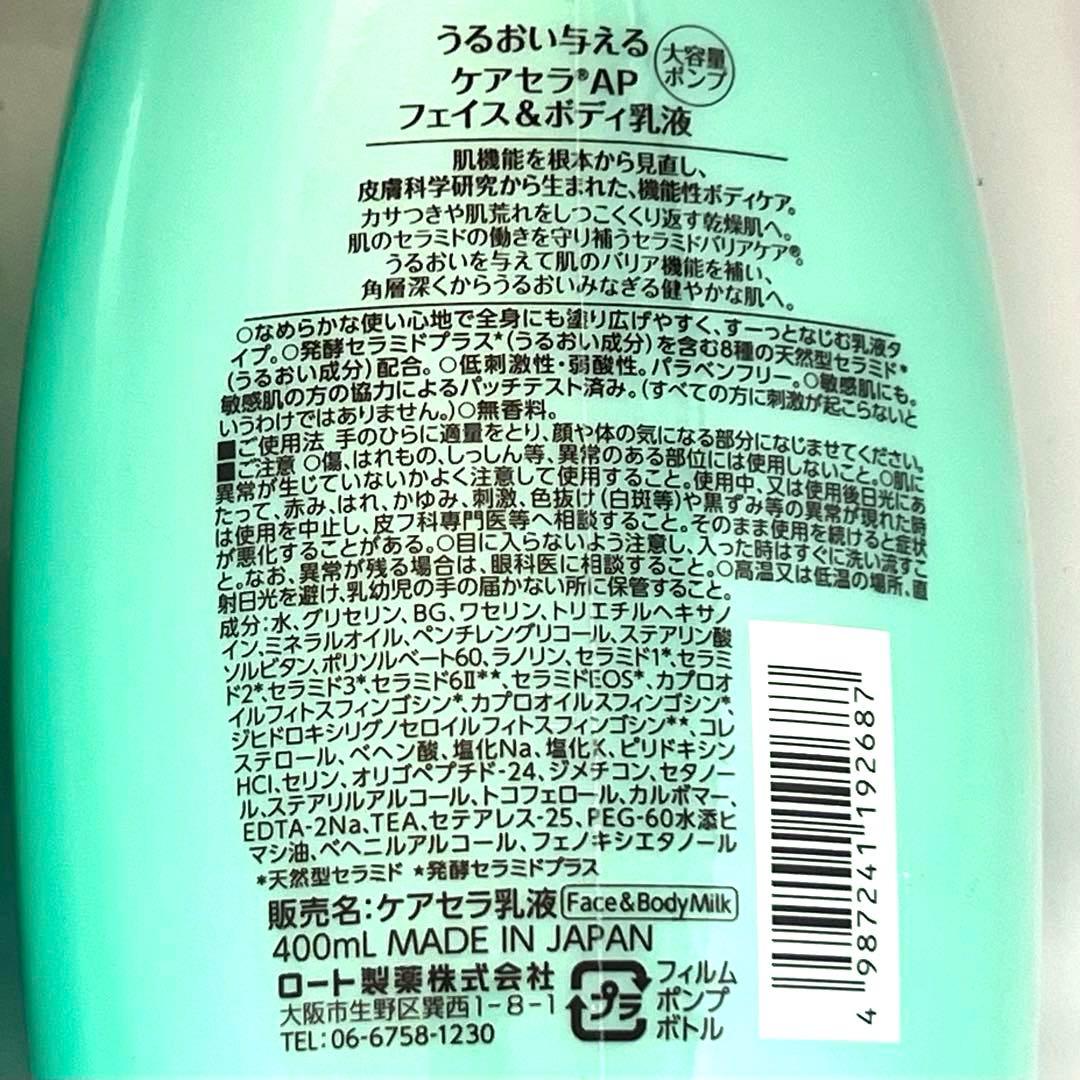 うるおい与える
大容量
ポンプ
ケアセラ®AP
フェイス&ボディ乳液
肌機能を根本から見直し、
皮膚科学研究から生まれた、機能性ボディケア。
カサつきや肌荒れをしつこくくり返す乾燥肌へ。
肌のセラミドの働きを守り補うセラミドバリアケア®。
うるおいを与えて肌のバリア機能を補い、
角層深くからうるおいみなぎる健やかな肌へ。
○なめらかな使い心地で全身にも塗り広げやすく、すーっとなじむ乳液タ
イプ。○発酵セラミドプラス★(うるおい成分)を含む8種の天然型セラミド*
(うるおい成分)配合。○低刺激性・弱酸性。パラベンフリー。○敏感肌にも。
敏感肌の方の協力によるパッチテスト済み。(すべての方に刺激が起こらないと
いうわけではありません。)○無香料。
■ご使用法 手のひらに適量をとり、顔や体の気になる部分になじませてください。
■ご注意 ○傷、はれもの、しっしん等、異常のある部位には使用しないこと。○肌に
異常が生じていないかよく注意して使用すること。使用中、又は使用後日光にあ
たって、赤み、はれ、かゆみ、刺激、色抜け(白斑等)や黒ずみ等の異常が現れた時
は使用を中止し、皮フ科専門医等へ相談すること。そのまま使用を続けると症状
が悪化することがある。○目に入らないよう注意し、入った時はすぐに洗い流すこ
と。なお、異常が残る場合は、眼科医に相談すること。○高温又は低温の場所、直
射日光を避け、乳幼児の手の届かない所に保管すること。
成分:水、グリセリン、BG、ワセリン、トリエチルヘキサノ
イン、ミネラルオイル、ペンチレングリコール、ステアリン酸
ソルビタン、ポリソルベート60、ラノリン、セラミド1*、セラミ
ド2*、セラミド3*、セラミド6II*★、セラミドEOS*、カプロオ
イルフィトスフィンゴシン*、カプロオイルスフィンゴシン*、
ジヒドロキシリグノセロイルフィトスフィンゴシン*★、コレ
ステロール、ベヘン酸、塩化Na、塩化K、ピリドキシン
HCl、セリン、オリゴペプチド-24、ジメチコン、セタノー
ル、ステアリルアルコール、トコフェロール、カルボマー、
EDTA-2Na、TEA、セテアレス-25、PEG-60水添ヒ
マシ油、ベヘニルアルコール、フェノキシエタノール
*天然型セラミド ★発酵セラミドプラス
販売名:ケアセラ乳液 Face&BodyMilk
400mL MADE IN JAPAN
ロート製薬株式会社
大阪市生野区巽西1-8-1
TEL:06-6758-1230
プラ
フィルム
ポンプ
ボトル
4 987241 192687